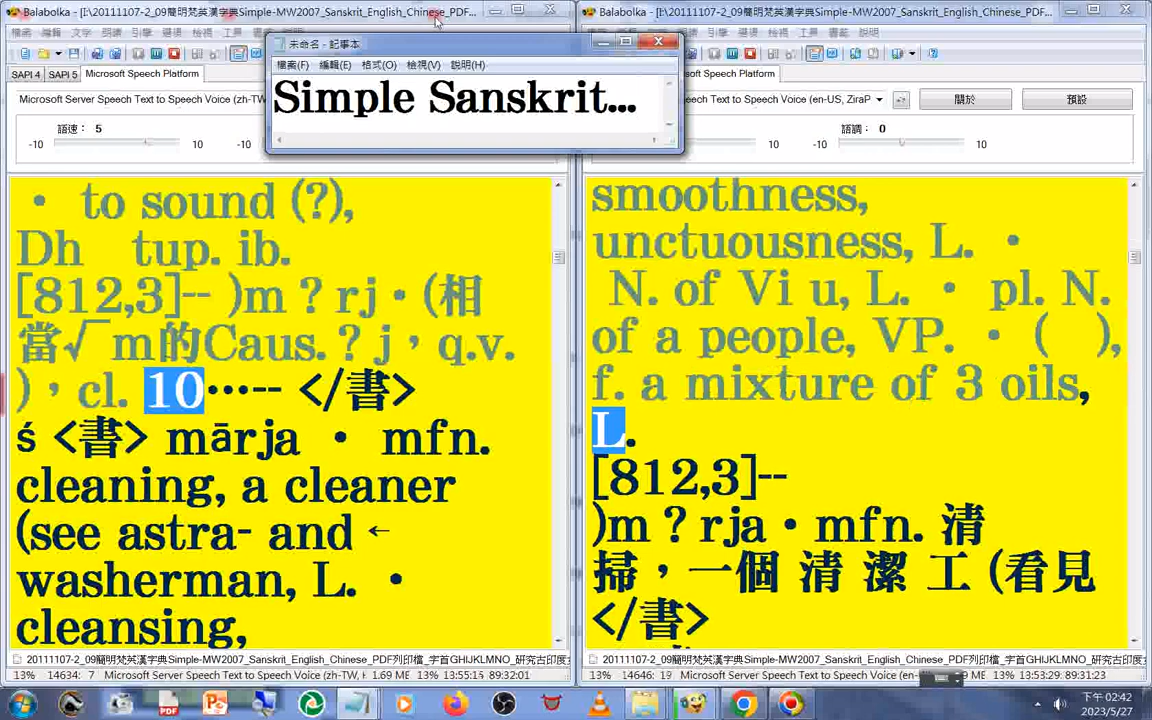 Balabolka - [I:\20111107-2_09簡明梵英漢字典Simple-MW2007_Sanskrit_English_Chinese_PDF...
Balabolka - [I:\20111107-2_09簡明梵英漢字典Simple-MW2007_Sanskrit_English_Chinese_PDF...
未命名 - 記事本
檔案(F) 編輯(E) 格式(O) 檢視(V) 說明(H)
Simple Sanskrit...
SAPI 4 SAPI 5 Microsoft Speech Platform
Speech Platform
Microsoft Server Speech Text to Speech Voice (zh-TW
eech Text to Speech Voice (en-US, ZiraP
關於
預設
語速： 5
語調： 0
-10 10 -10
10 -10 10
• to sound (?),
Dh tup. ib.
[812,3]-- )m ? rj • (相
當√ m的Caus. ? j，q.v.
)，cl. 10…-- </書>
ś <書> mārja • mfn.
cleaning, a cleaner
(see astra- and ←
washerman, L. •
cleansing,
smoothness,
unctuousness, L. •
N. of Vi u, L. • pl. N.
of a people, VP. • ( ),
f. a mixture of 3 oils,
L.
[812,3]--
)m ? rja • mfn. 清
掃，一個 清 潔 工 (看見
</書>
20111107-2_09簡明梵英漢字典Simple-MW2007_Sanskrit_English_Chinese_PDF列印檔_字首GHIJKLMNO_研究古印度
20111107-2_09簡明梵英漢字典Simple-MW2007_Sanskrit_English_Chinese_PDF列印檔_字首GHIJKLMNO_研究古印度
13% 14634: 7 Microsoft Server Speech Text to Speech Voice (zh-TW, 1.69 ME 13% 13:55:15 89:32:01
13% 14646: 19 Microsoft Server Speech Text to Speech Voice 13% 13:53:29 89:31:23
下午 02:42
2023/5/27